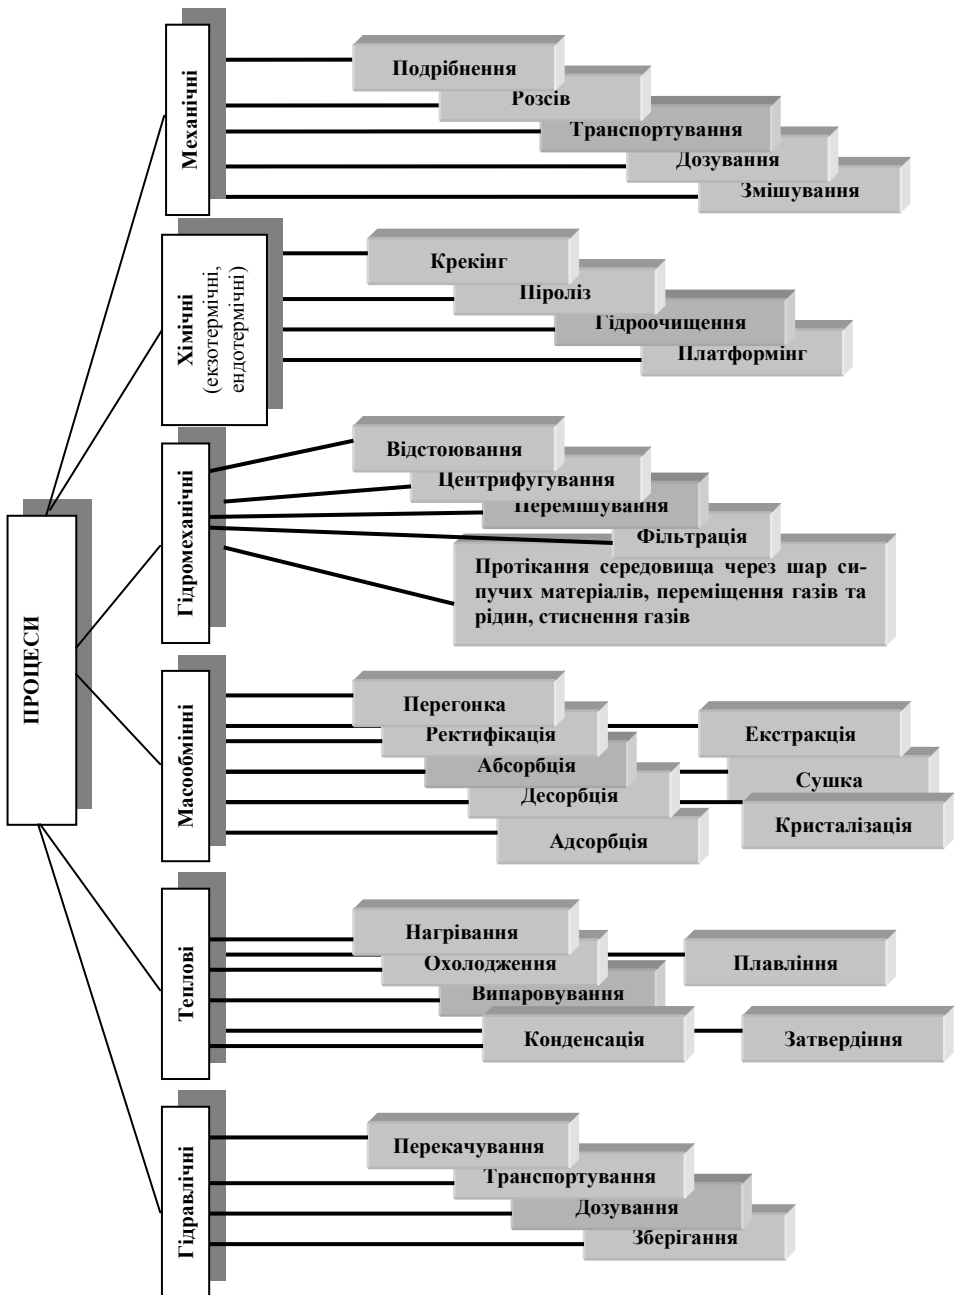 ПРОЦЕСИ
Механічні
Подрібнення
Розсів
Транспортування
Дозування
Змішування
Хімічні
(екзотермічні,
ендотермічні)
Крекінг
Піроліз
Гідроочищення
Платформінг
Гідромеханічні
Відстоювання
Центрифугування
Перемішування
Фільтрація
Протікання середовища через шар си-
пучих матеріалів, переміщення газів та
рідин, стиснення газів
Масообмінні
Перегонка
Ректифікація
Абсорбція
Десорбція
Адсорбція
Екстракція
Сушка
Кристалізація
Теплові
Нагрівання
Охолодження
Випаровування
Конденсація
Плавління
Затвердіння
Гідравлічні
Перекачування
Транспортування
Дозування
Зберігання